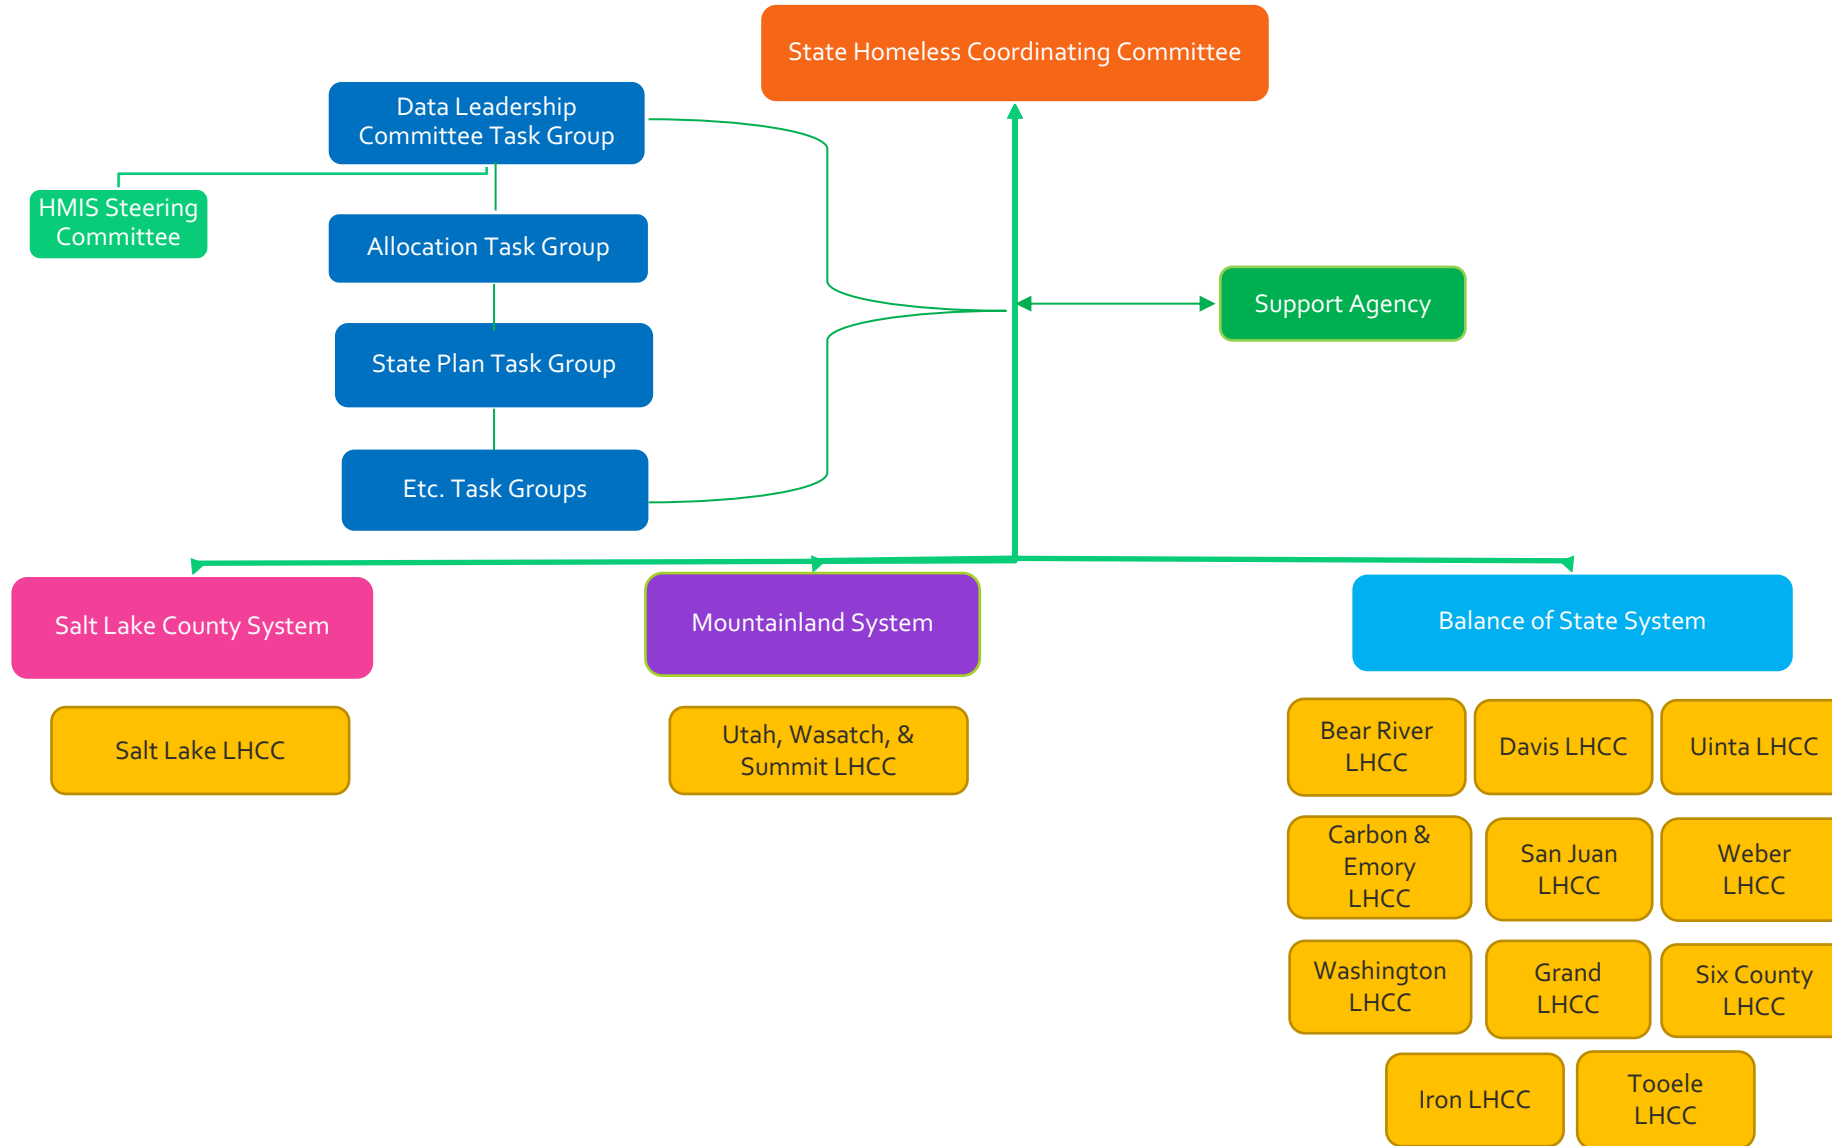 State Homeless Coordinating Committee
Data Leadership
Committee Task Group
HMIS Steering
Committee
Allocation Task Group
Support Agency
State Plan Task Group
Etc. Task Groups
Salt Lake County System
Mountainland System
Balance of State System
Salt Lake LHCC
Utah, Wasatch, &
Summit LHCC
Bear River
LHCC
Davis LHCC
Uinta LHCC
Carbon &
Emory
LHCC
San Juan
LHCC
Weber
LHCC
Washington
LHCC
Grand
LHCC
Six County
LHCC
Iron LHCC
Tooele
LHCC